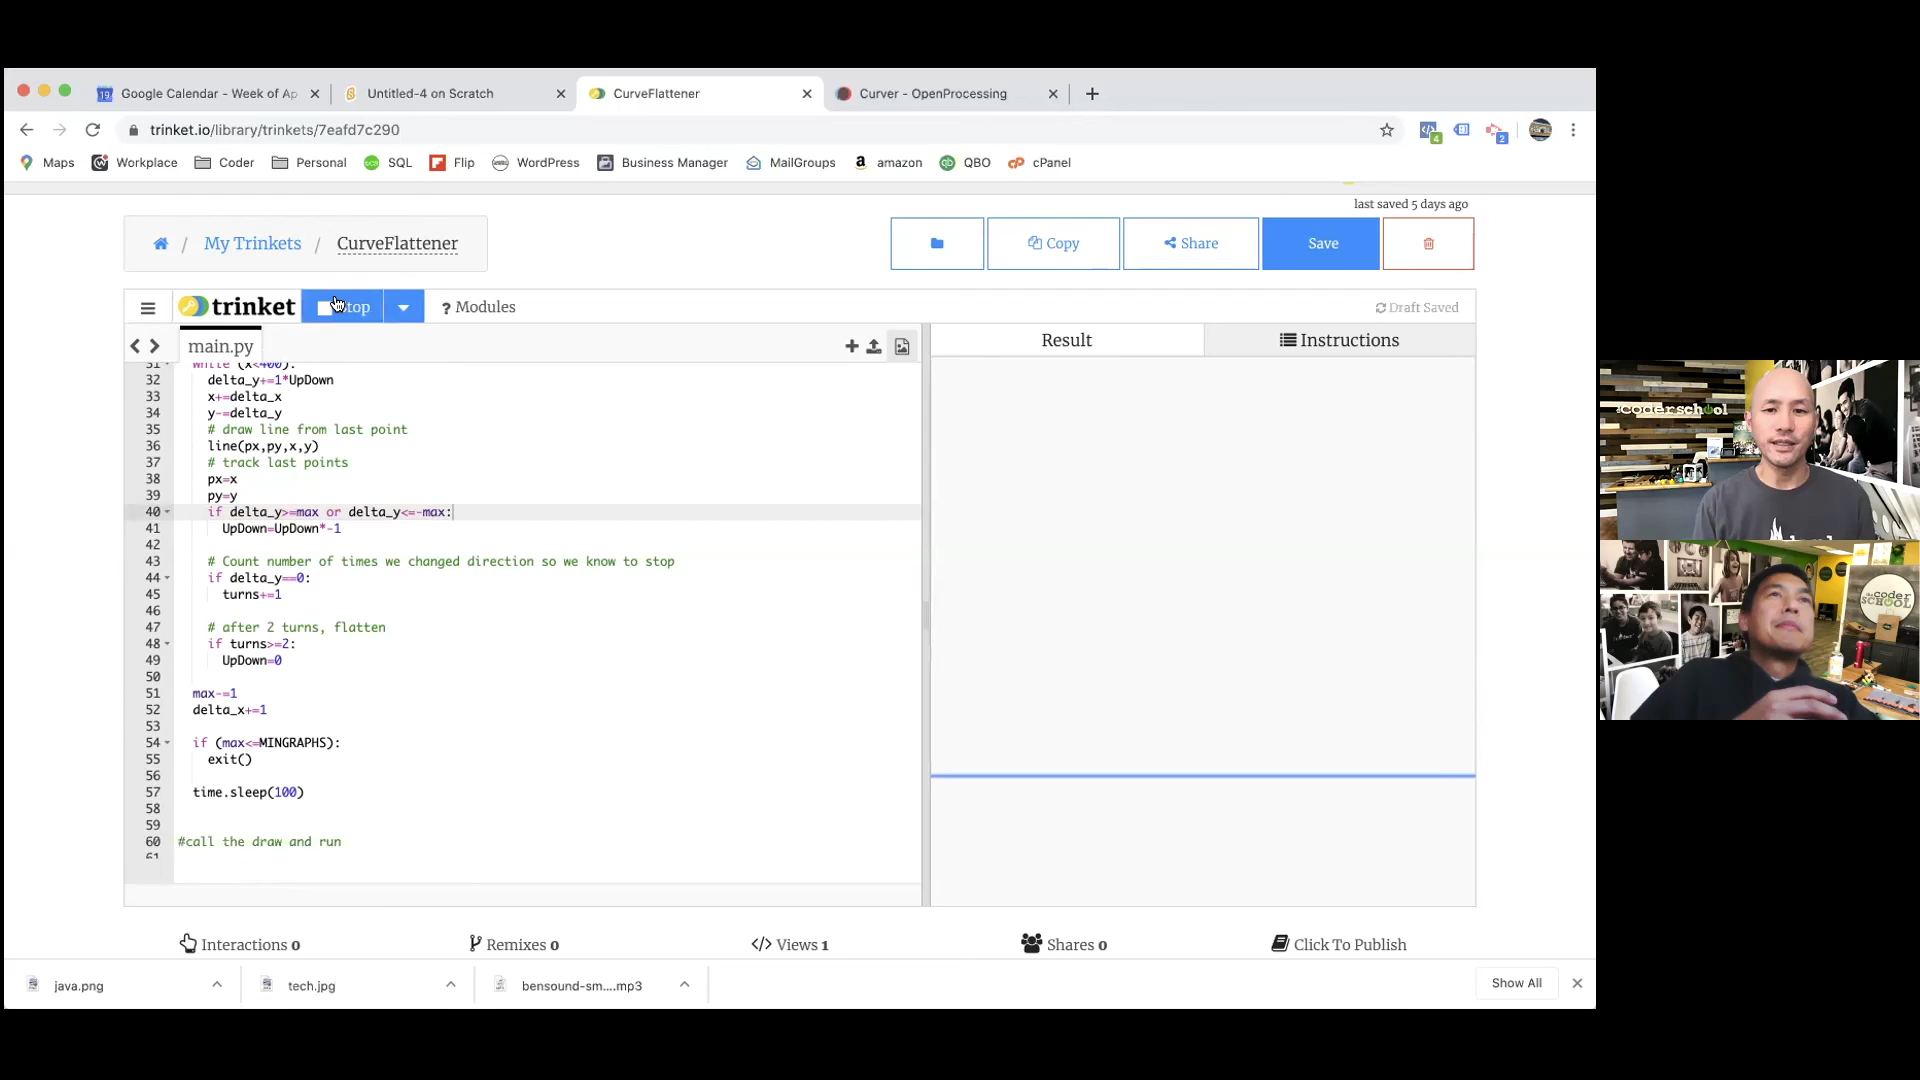 Google Calendar - Week of Ap
Untitled-4 on Scratch
CurveFlattener
Curver - OpenProcessing
trinket.io/library/trinkets/7eafd7c290
Maps
Workplace
Coder
Personal
SQL
Flip
WordPress
Business Manager
MailGroups
amazon
QBO
cPanel
last saved 5 days ago
/ My Trinkets / CurveFlattener
Copy
Share
Save
trinket
? Modules
Draft Saved
main.py
Result
Instructions
31 while (x<400):
32 delta_y+=1*UpDown
33 x+=delta_x
34 y-=delta_y
35 # draw line from last point
36 line(px,py,x,y)
37 # track last points
38 px=x
39 py=y
40 if delta_y>=max or delta_y<=-max:
41 UpDown=UpDown*-1
42
43 # Count number of times we changed direction so we know to stop
44 if delta_y==0:
45 turns+=1
46
47 # after 2 turns, flatten
48 if turns>=2:
49 UpDown=0
50
51 max-=1
52 delta_x+=1
53
54 if (max<=MINGRAPHS):
55 exit()
56
57 time.sleep(100)
58
59
60 #call the draw and run
61
Interactions 0
Remixes 0
Views 1
Shares 0
Click To Publish
java.png
tech.jpg
bensound-sm....mp3
Show All
coderschool
the coder SCHOOL